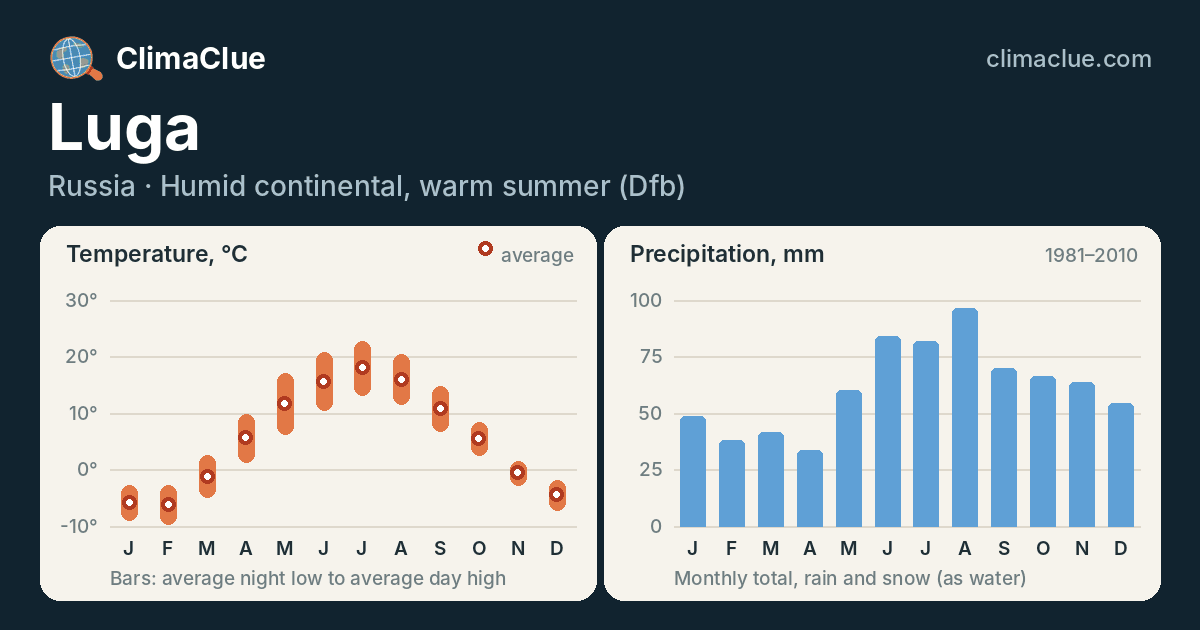 ClimaClue
climaclue.com
Luga
Russia · Humid continental, warm summer (Dfb)
Temperature, °C
average
30°
20°
10°
0°
-10°
J F M A M J J A S O N D
Bars: average night low to average day high
Precipitation, mm
1981–2010
100
75
50
25
0
J F M A M J J A S O N D
Monthly total, rain and snow (as water)